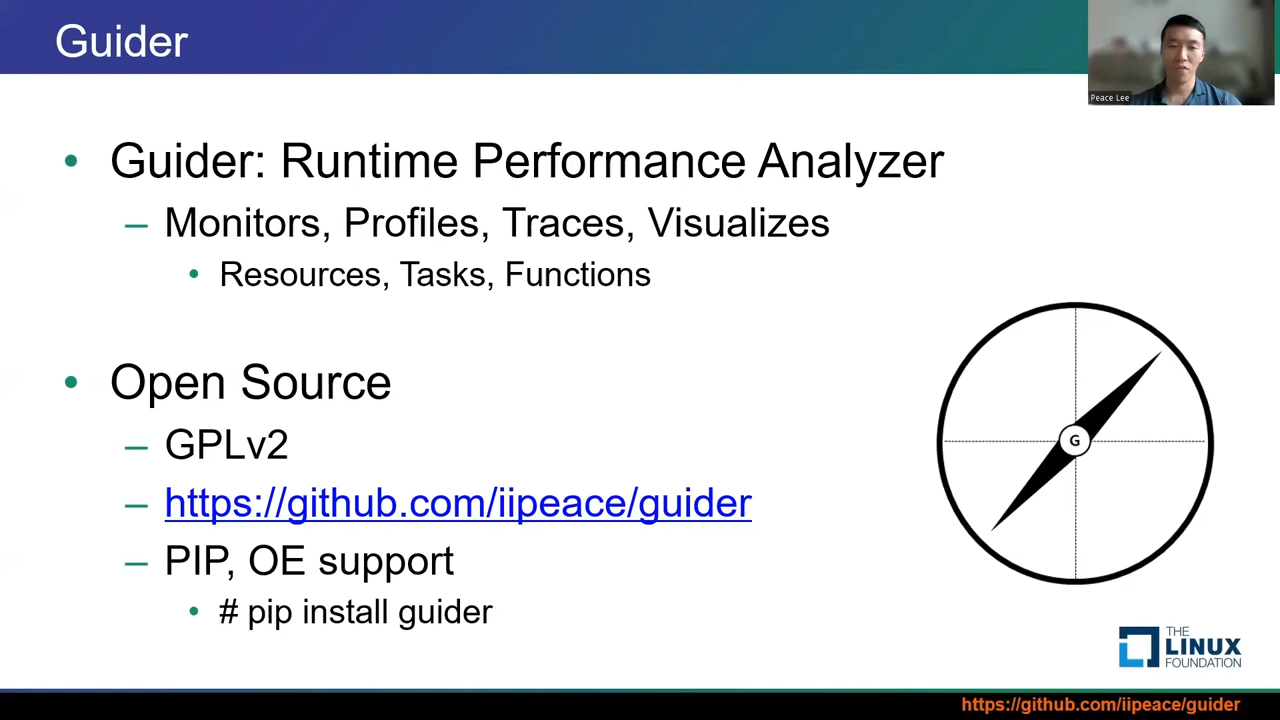 Guider
Peace Lee
• Guider: Runtime Performance Analyzer
– Monitors, Profiles, Traces, Visualizes
• Resources, Tasks, Functions
• Open Source
– GPLv2
– https://github.com/iipeace/guider
– PIP, OE support
• # pip install guider
G
THE
LINUX
FOUNDATION
https://github.com/iipeace/guider